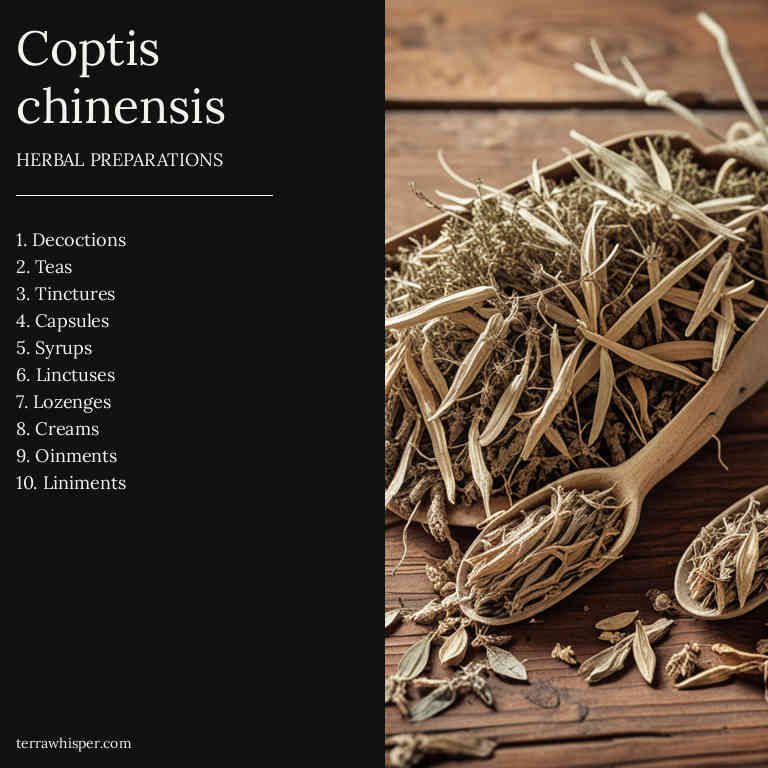 Coptis
chinensis
HERBAL PREPARATIONS
1. Decoctions
2. Teas
3. Tinctures
4. Capsules
5. Syrups
6. Linctuses
7. Lozenges
8. Creams
9. Oinments
10. Liniments
terrawhisper.com